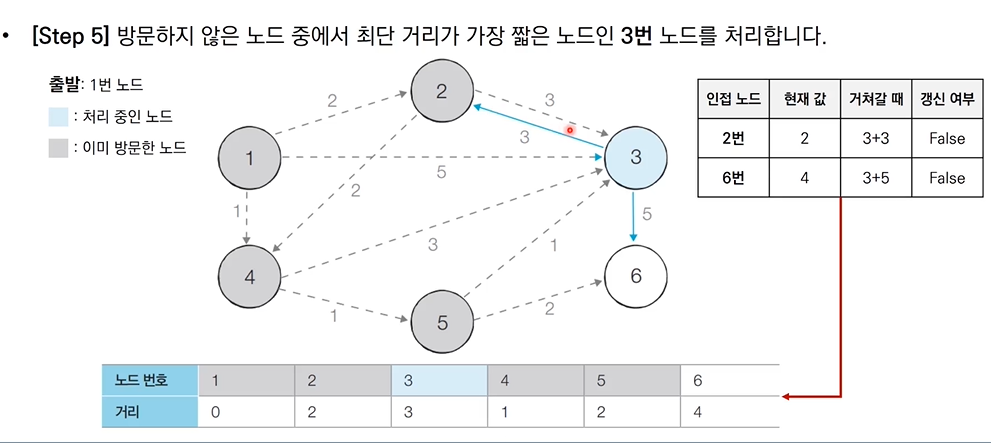 • [Step 5] 방문하지 않은 노드 중에서 최단 거리가 가장 짧은 노드인 3번 노드를 처리합니다.
출발: 1번 노드
: 처리 중인 노드
: 이미 방문한 노드
2
3
3
1
5
3
1
2
5
4
3
1
6
1
5
2
인접 노드 현재 값 거쳐갈 때 갱신 여부
2번 2 3+3 False
6번 4 3+5 False
노드 번호 1 2 3 4 5 6
거리 0 2 3 1 2 4